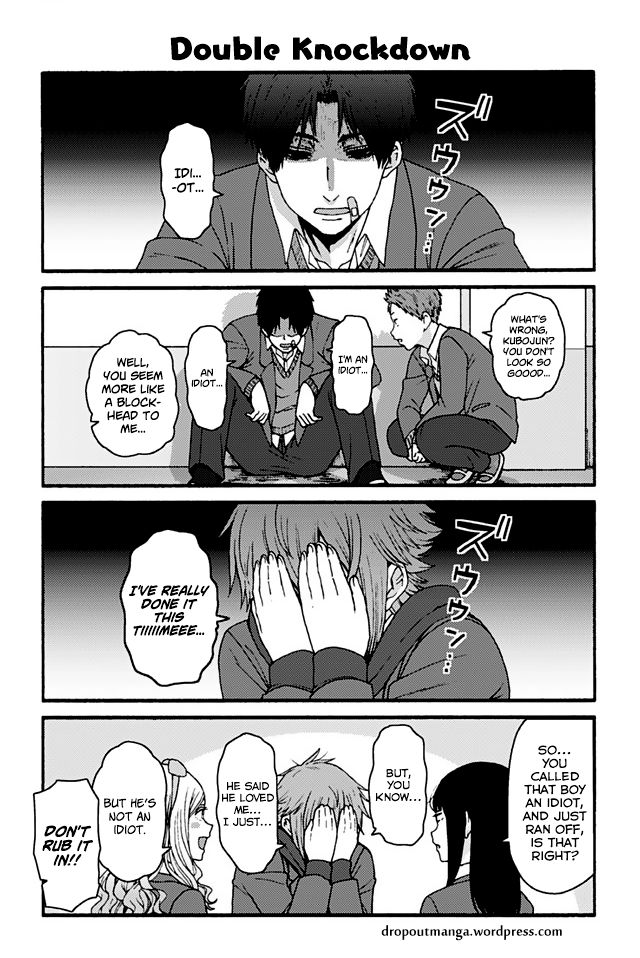 Double Knockdown
IDI...
-OT...
ズウゥン…
WHAT'S
WRONG,
KUBOJUN?
YOU DON'T
LOOK SO
GOOOD...
I'M AN
IDIOT...
AN
IDIOT...
WELL,
YOU SEEM
MORE LIKE
A BLOCK-
HEAD TO
ME...
ズウゥン…
I'VE REALLY
DONE IT
THIS
TIIIIIMEEE...
SO...
YOU
CALLED
THAT BOY
AN IDIOT,
AND JUST
RAN OFF,
IS THAT
RIGHT?
BUT,
YOU
KNOW...
HE SAID
HE LOVED
ME...
I JUST...
BUT HE'S
NOT AN
IDIOT.
DON'T
RUB IT
IN!!
dropoutmanga.wordpress.com